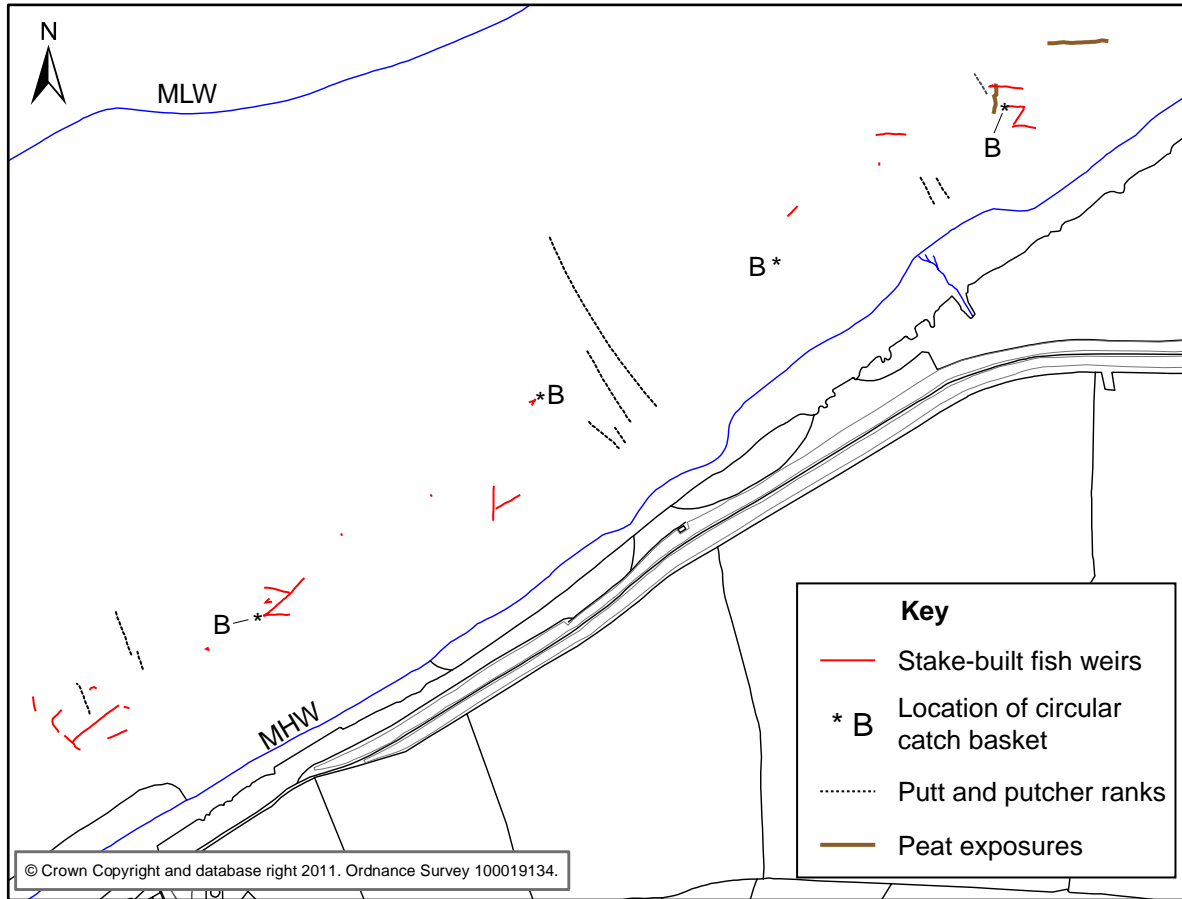 N
MLW
B
B *
* B
B
MHW
Key
Stake-built fish weirs
* B Location of circular
catch basket
Putt and putcher ranks
Peat exposures
© Crown Copyright and database right 2011. Ordnance Survey 100019134.